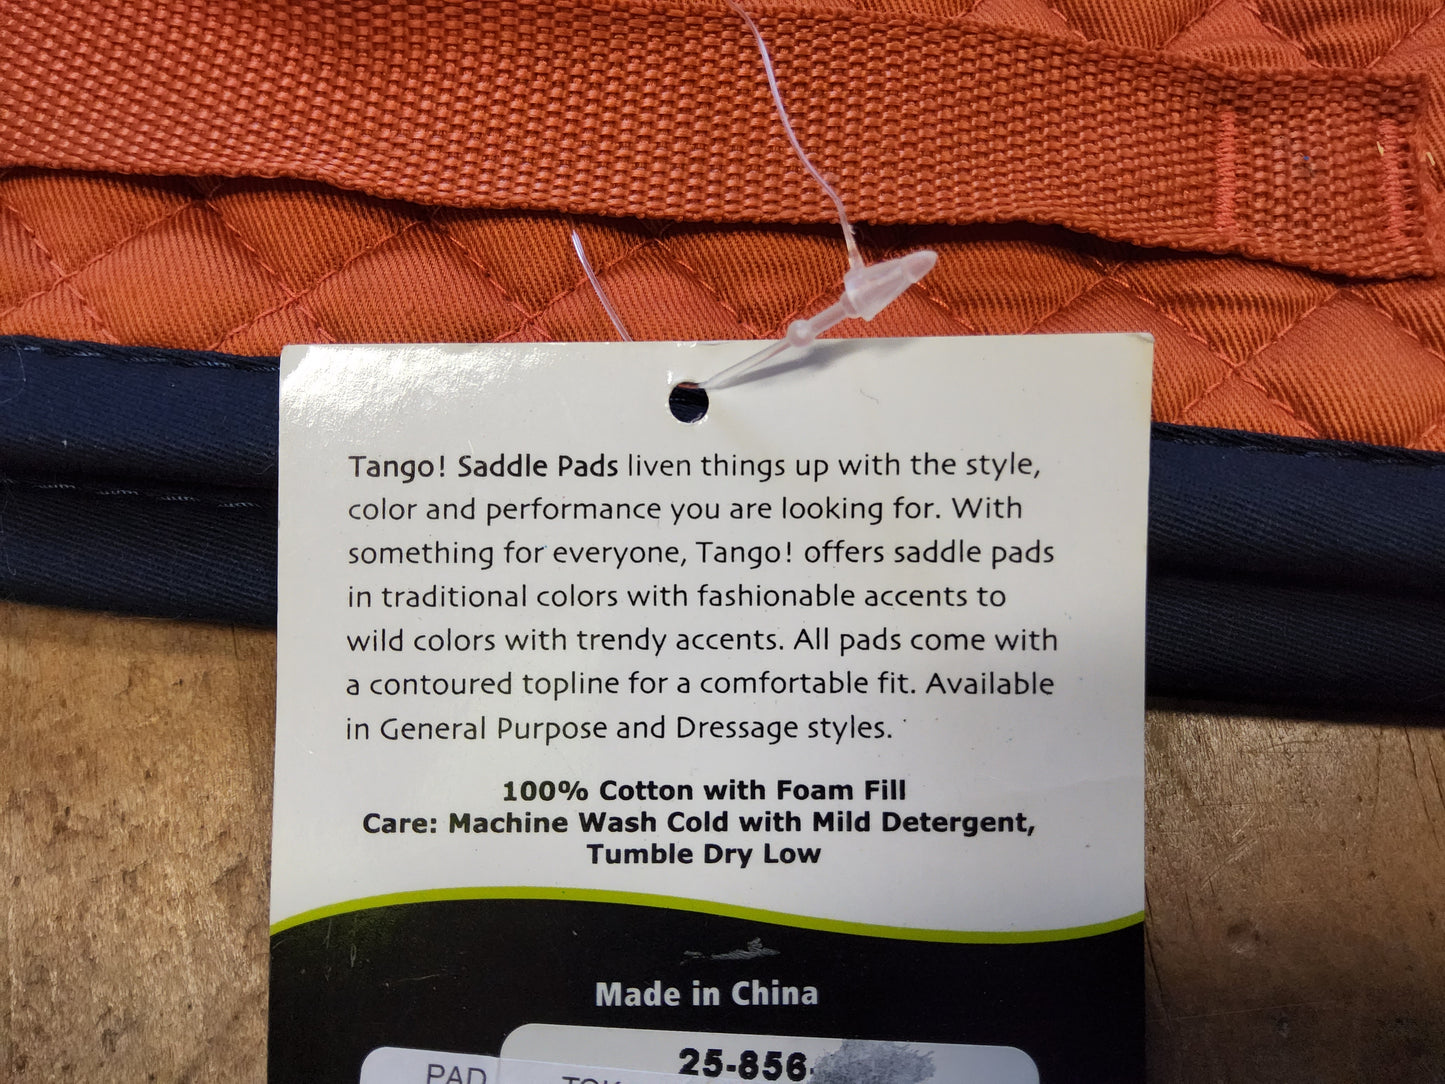 Tango! Saddle Pads liven things up with the style,
color and performance you are looking for. With
something for everyone, Tango! offers saddle pads
in traditional colors with fashionable accents to
wild colors with trendy accents. All pads come with
a contoured topline for a comfortable fit. Available
in General Purpose and Dressage styles.
100% Cotton with Foam Fill
Care: Machine Wash Cold with Mild Detergent,
Tumble Dry Low
Made in China
25-856
PAD